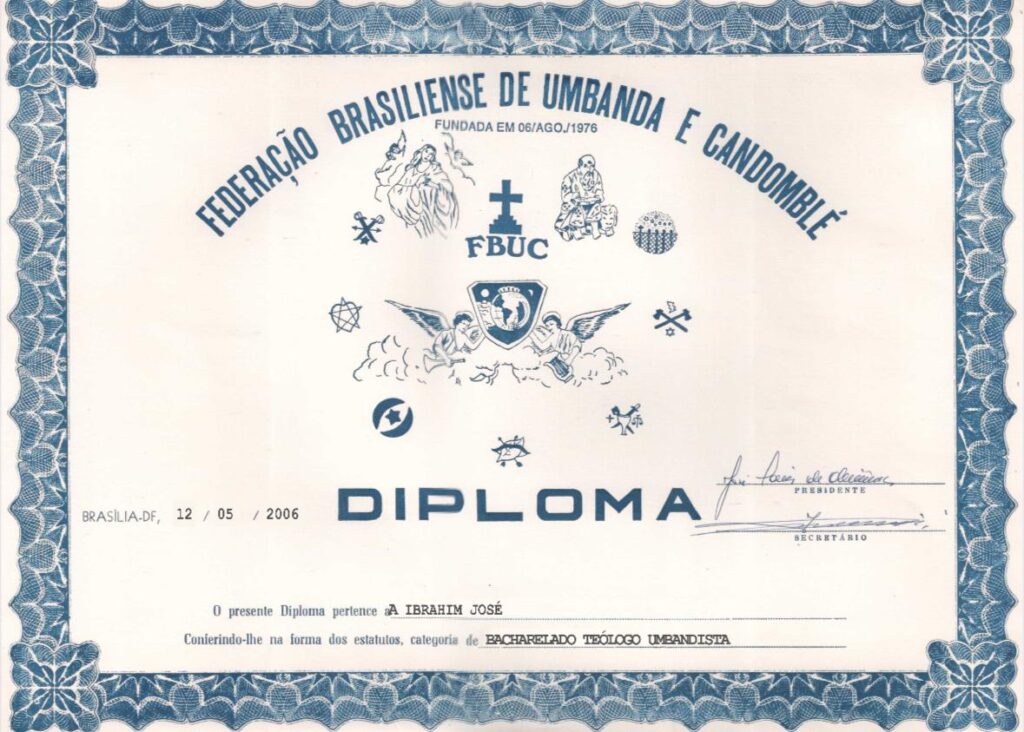 FEDERAÇÃO BRASILIENSE DE UMBANDA E CANDOMBLÉ
FUNDADA EM 06/AGO./1976
FBUC
DIPLOMA
PRESIDENTE
BRASÍLIA-DF, 12 / 05 / 2006
SECRETÁRIO
O presente Diploma pertence aA IBRAHIM JOSÉ
Conferindo-lhe na forma dos estatutos, categoria de BACHARELADO TEÓLOGO UMBANDISTA